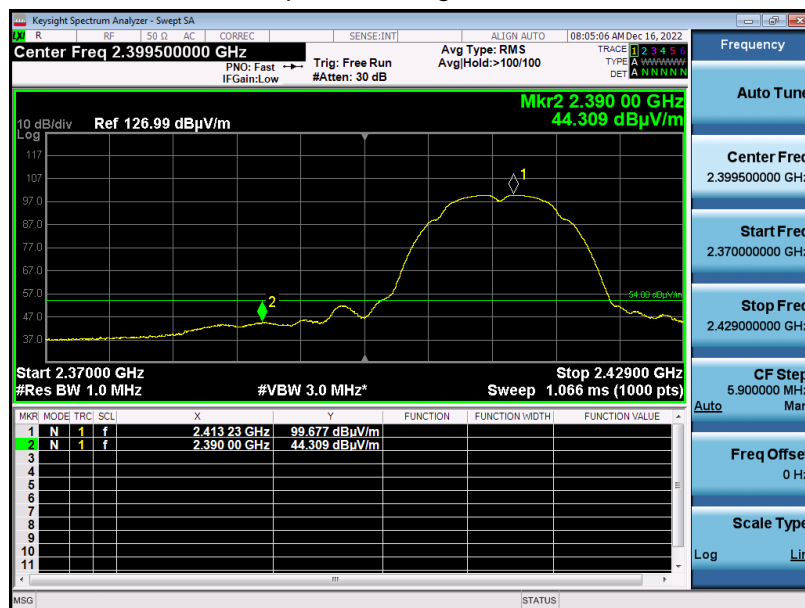 Keysight Spectrum Analyzer - Swept SA
LXI R RF 50 Ω AC CORREC SENSE:INT ALIGN AUTO 08:05:06 AM Dec 16, 2022
Center Freq 2.399500000 GHz
PNO: Fast
IFGain:Low
Trig: Free Run
#Atten: 30 dB
Avg Type: RMS
Avg|Hold:>100/100
TRACE 1 2 3 4 5 6
TYPE A W W W W W
DET A N N N N N
Mkr2 2.390 00 GHz
44.309 dBµV/m
10 dB/div Ref 126.99 dBµV/m
Log
117
107
97.0
87.0
77.0
67.0
57.0
47.0
37.0
1
2
54.00 dBµV/m
Start 2.37000 GHz Stop 2.42900 GHz
#Res BW 1.0 MHz #VBW 3.0 MHz* Sweep 1.066 ms (1000 pts)
MKR MODE TRC SCL X Y FUNCTION FUNCTION WIDTH FUNCTION VALUE
1 N 1 f 2.413 23 GHz 99.677 dBµV/m
2 N 1 f 2.390 00 GHz 44.309 dBµV/m
3
4
5
6
7
8
9
10
11
MSG STATUS
Frequency
Auto Tune
Center Freq
2.399500000 GHz
Start Freq
2.370000000 GHz
Stop Freq
2.429000000 GHz
CF Step
5.900000 MHz
Auto Man
Freq Offset
0 Hz
Scale Type
Log Lin